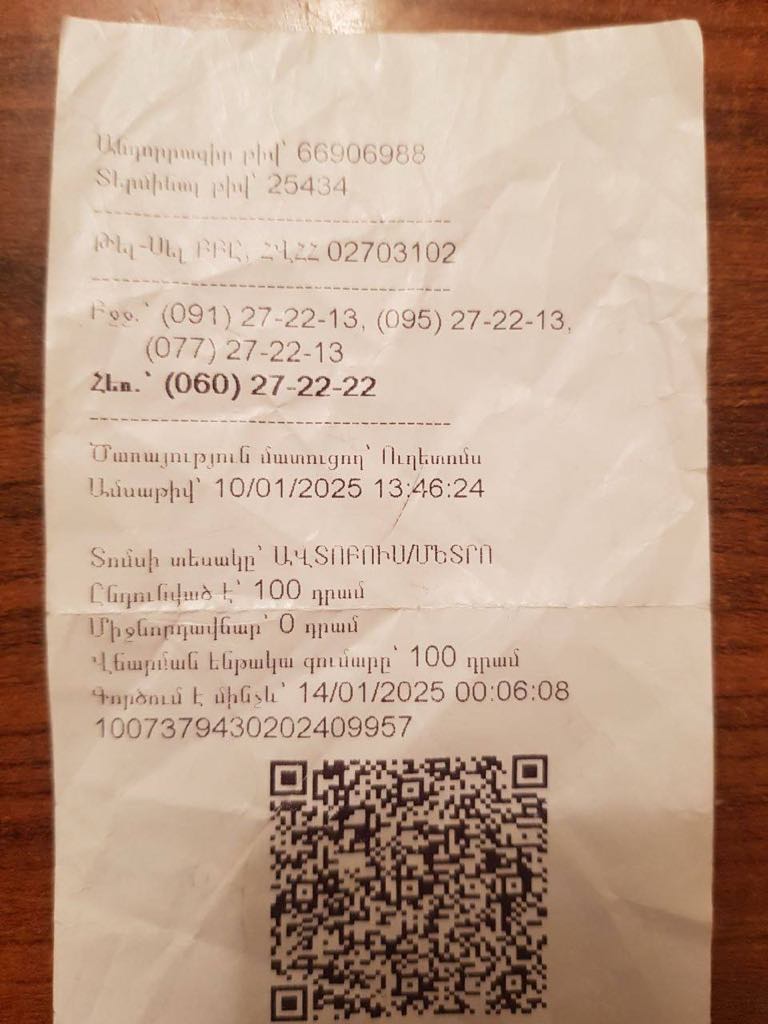 Անդորրագիր թիվ՝ 66906988
Տերմինալ թիվ՝ 25434
------------------------------------------
Թել-Սել ԲԲԸ, ՀՎՀՀ 02703102
------------------------------------------
Բջջ.՝ (091) 27-22-13, (095) 27-22-13,
(077) 27-22-13
Հեռ.՝ (060) 27-22-22
------------------------------------------
Ծառայություն մատուցող՝ Ուղետոմս
Ամսաթիվ՝ 10/01/2025 13:46:24
Տոմսի տեսակը՝ ԱՎՏՈԲՈՒՍ/ՄԵՏՐՈ
Ընդունված է՝ 100 դրամ
Միջնորդավճար՝ 0 դրամ
Վճարման ենթակա գումարը՝ 100 դրամ
Գործում է մինչև՝ 14/01/2025 00:06:08
1007379430202409957